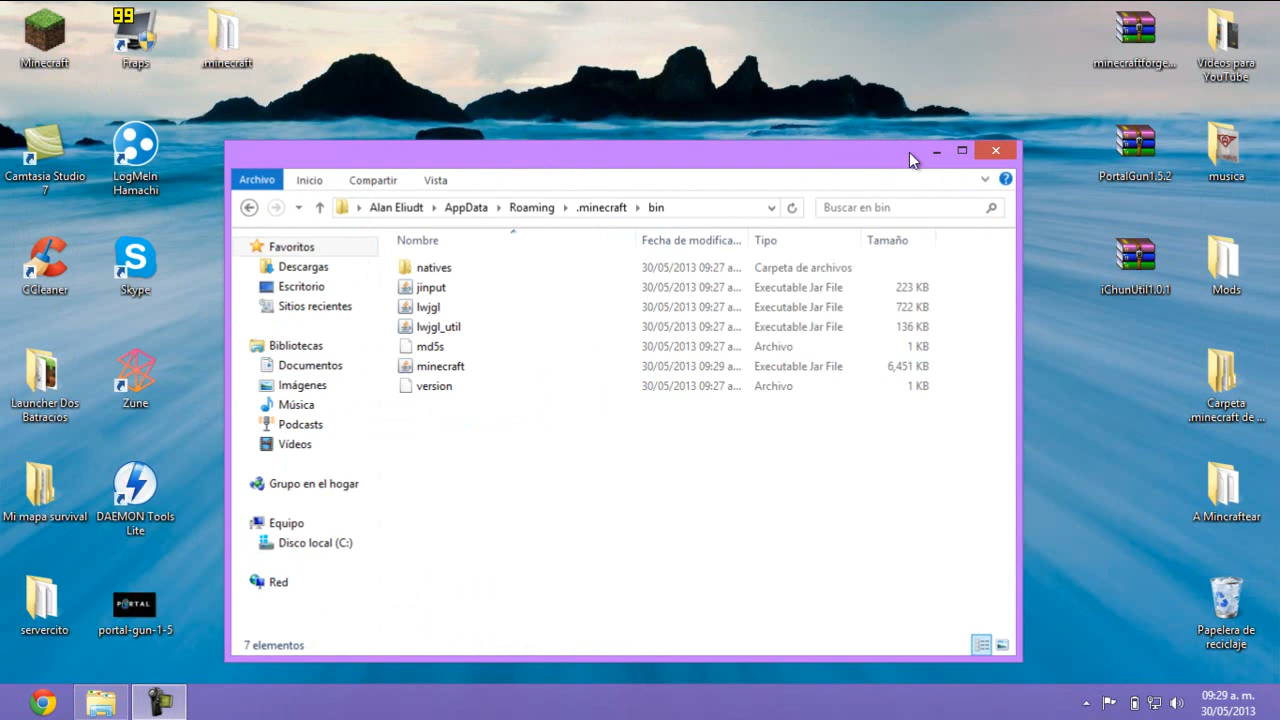 99
Minecraft
Fraps
.minecraft
minecraftforge...
Videos para
YouTube
Camtasia Studio
7
LogMeIn
Hamachi
PortalGun1.5.2
musica
CCleaner
Skype
iChunUtil1.0.1
Mods
Launcher Dos
Batracios
Zune
Carpeta
.minecraft de ...
Mi mapa survival
DAEMON Tools
Lite
A Mincraftear
servercito
PORTAL
portal-gun-1-5
Papelera de
reciclaje
Archivo
Inicio
Compartir
Vista
Alan Eliudt
AppData
Roaming
.minecraft
bin
Buscar en bin
Nombre
Fecha de modifica...
Tipo
Tamaño
natives 30/05/2013 09:27 a... Carpeta de archivos
jinput 30/05/2013 09:27 a... Executable Jar File 223 KB
lwjgl 30/05/2013 09:27 a... Executable Jar File 722 KB
lwjgl_util 30/05/2013 09:27 a... Executable Jar File 136 KB
md5s 30/05/2013 09:27 a... Archivo 1 KB
minecraft 30/05/2013 09:29 a... Executable Jar File 6,451 KB
version 30/05/2013 09:27 a... Archivo 1 KB
Favoritos
Descargas
Escritorio
Sitios recientes
Bibliotecas
Documentos
Imágenes
Música
Podcasts
Vídeos
Grupo en el hogar
Equipo
Disco local (C:)
Red
7 elementos
09:29 a. m.
30/05/2013